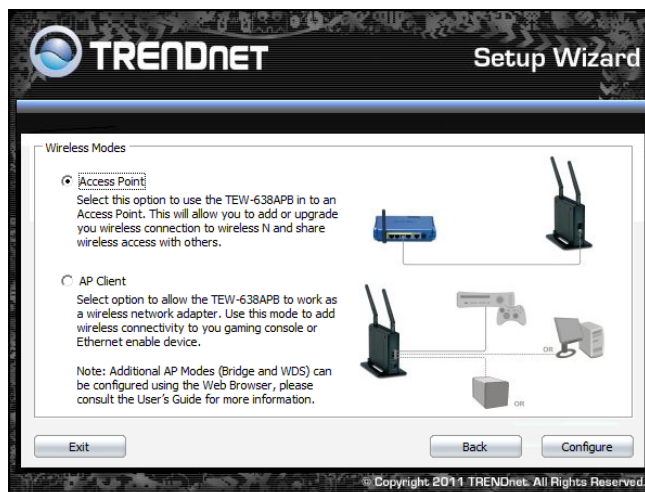 TRENDNET
Setup Wizard
Wireless Modes
Access Point
Select this option to use the TEW-638APB in to an
Access Point. This will allow you to add or upgrade
you wireless connection to wireless N and share
wireless access with others.
AP Client
Select option to allow the TEW-638APB to work as
a wireless network adapter. Use this mode to add
wireless connectivity to you gaming console or
Ethernet enable device.
OR
Note: Additional AP Modes (Bridge and WDS) can
be configured using the Web Browser, please
consult the User's Guide for more information.
OR
Exit
Back
Configure
© Copyright 2011 TRENDnet. All Rights Reserved.